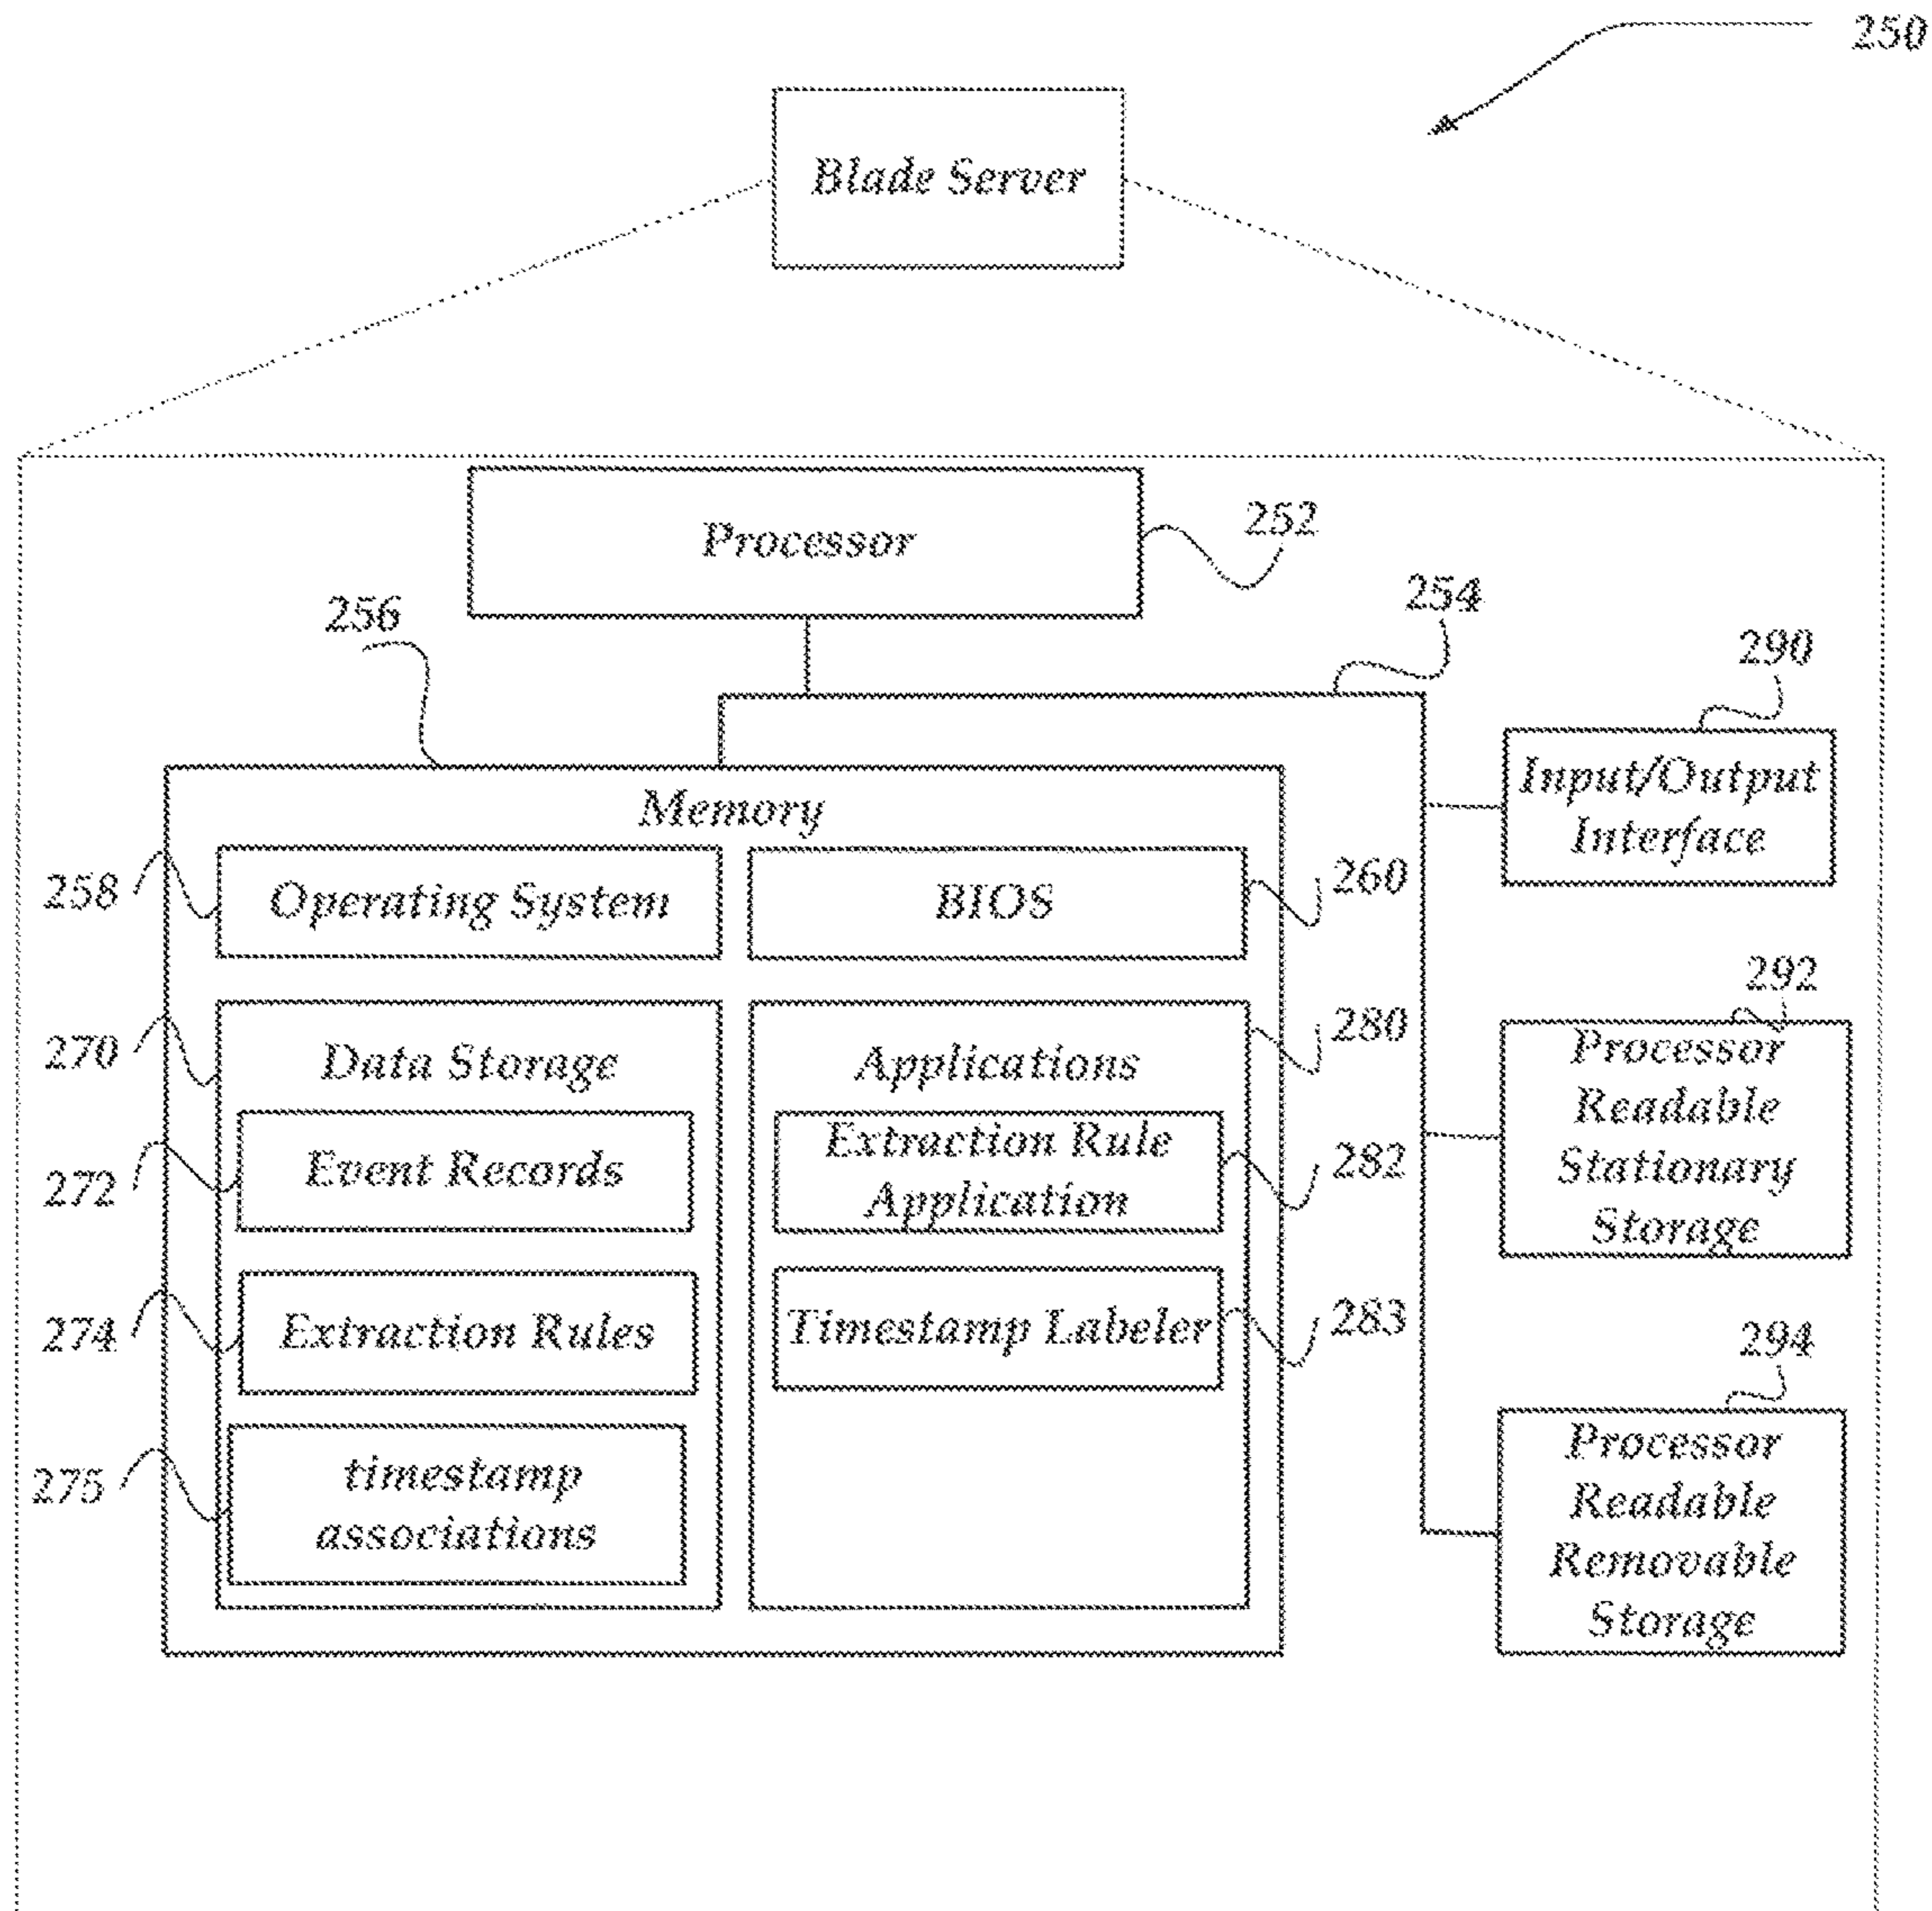 250
Blade Server
Processor
252
256
254
290
Input/Output
Interface
Memory
258
Operating System
BIOS
260
292
Processor
Readable
Stationary
Storage
270
Data Storage
Applications
280
272
Event Records
Extraction Rule
Application
282
274
Extraction Rules
Timestamp Labeler
283
294
Processor
Readable
Removable
Storage
275
timestamp
associations